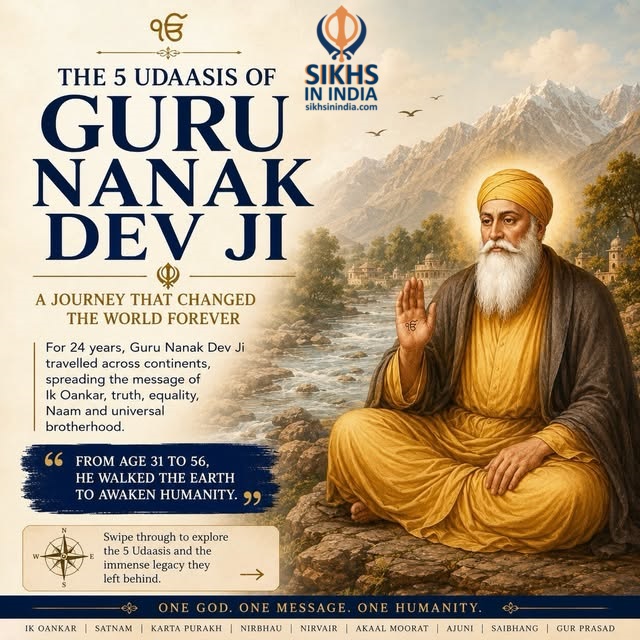 ੴ
THE 5 UDAASIS OF
GURU
NANAK
DEV JI
SIKHS
IN INDIA
sikhsinindia.com
A JOURNEY THAT CHANGED
THE WORLD FOREVER
For 24 years, Guru Nanak Dev Ji
travelled across continents,
spreading the message of
Ik Oankar, truth, equality,
Naam and universal
brotherhood.
“ FROM AGE 31 TO 56,
HE WALKED THE EARTH
TO AWAKEN HUMANITY. ”
N
W E
S
Swipe through to explore
the 5 Udaasis and the
immense legacy they
left behind.
ੴ
ONE GOD. ONE MESSAGE. ONE HUMANITY.
IK OANKAR | SATNAM | KARTA PURAKH | NIRBHAU | NIRVAIR | AKAAL MOORAT | AJUNI | SAIBHANG | GUR PRASAD